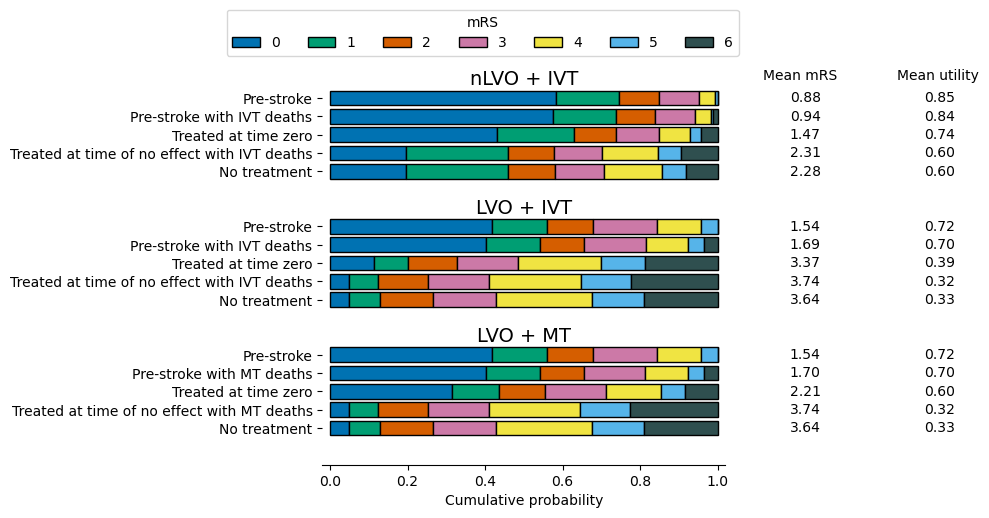 mRS
0 1 2 3 4 5 6
Mean mRS Mean utility
nLVO + IVT
Pre-stroke 0.88 0.85
Pre-stroke with IVT deaths 0.94 0.84
Treated at time zero 1.47 0.74
Treated at time of no effect with IVT deaths 2.31 0.60
No treatment 2.28 0.60
LVO + IVT
Pre-stroke 1.54 0.72
Pre-stroke with IVT deaths 1.69 0.70
Treated at time zero 3.37 0.39
Treated at time of no effect with IVT deaths 3.74 0.32
No treatment 3.64 0.33
LVO + MT
Pre-stroke 1.54 0.72
Pre-stroke with MT deaths 1.70 0.70
Treated at time zero 2.21 0.60
Treated at time of no effect with MT deaths 3.74 0.32
No treatment 3.64 0.33
0.0 0.2 0.4 0.6 0.8 1.0
Cumulative probability